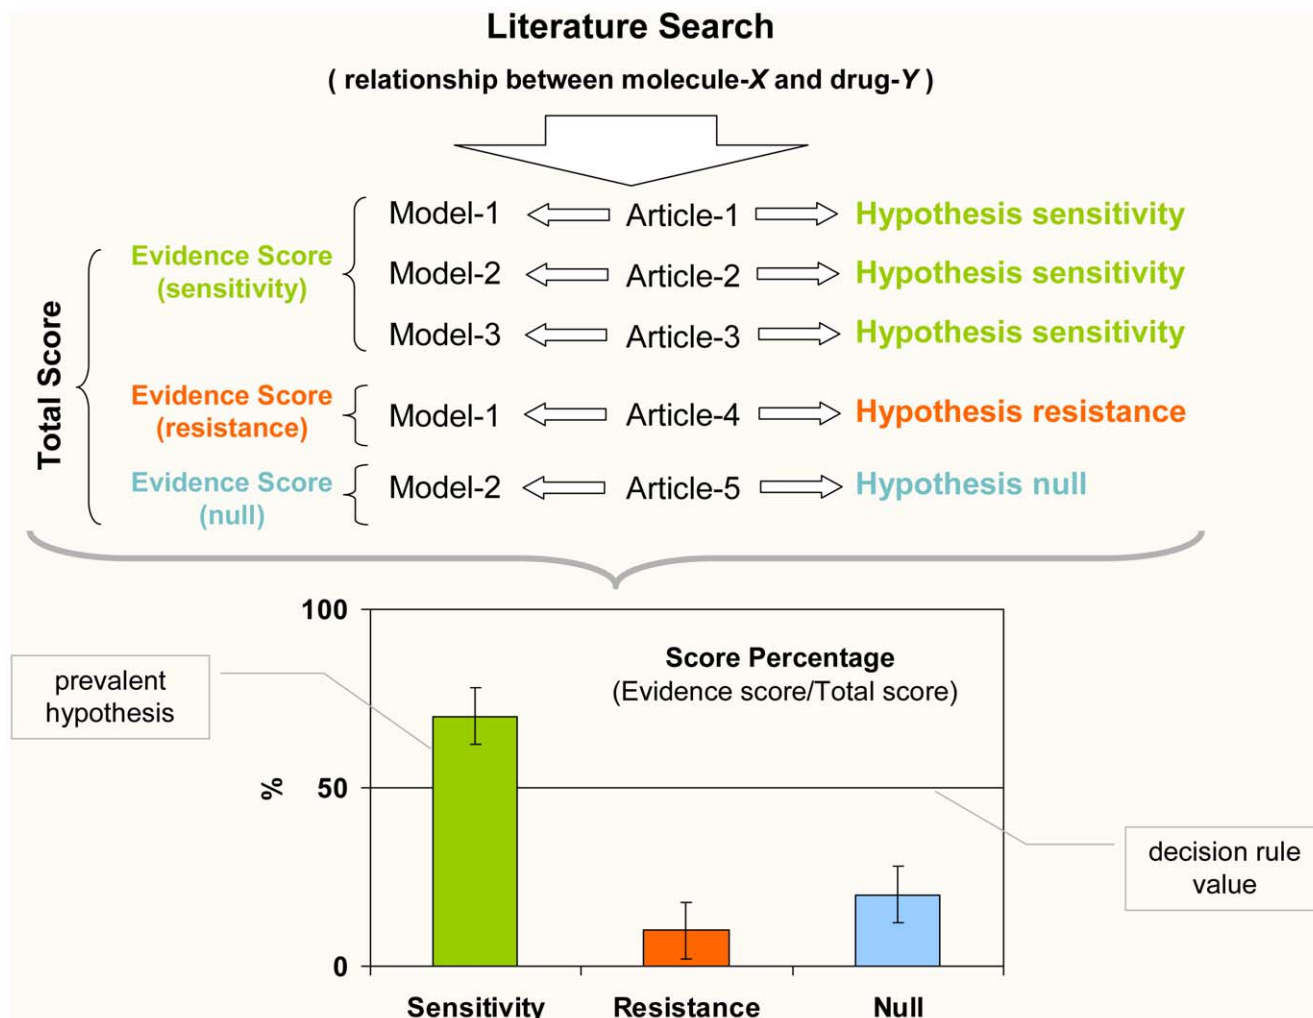 Literature Search
( relationship between molecule-X and drug-Y )
Model-1 Article-1 Hypothesis sensitivity
Evidence Score
(sensitivity)
Model-2 Article-2 Hypothesis sensitivity
Model-3 Article-3 Hypothesis sensitivity
Total Score
Evidence Score
(resistance)
Model-1 Article-4 Hypothesis resistance
Evidence Score
(null)
Model-2 Article-5 Hypothesis null
100
Score Percentage
(Evidence score/Total score)
prevalent
hypothesis
%
50
decision rule
value
0
Sensitivity Resistance Null